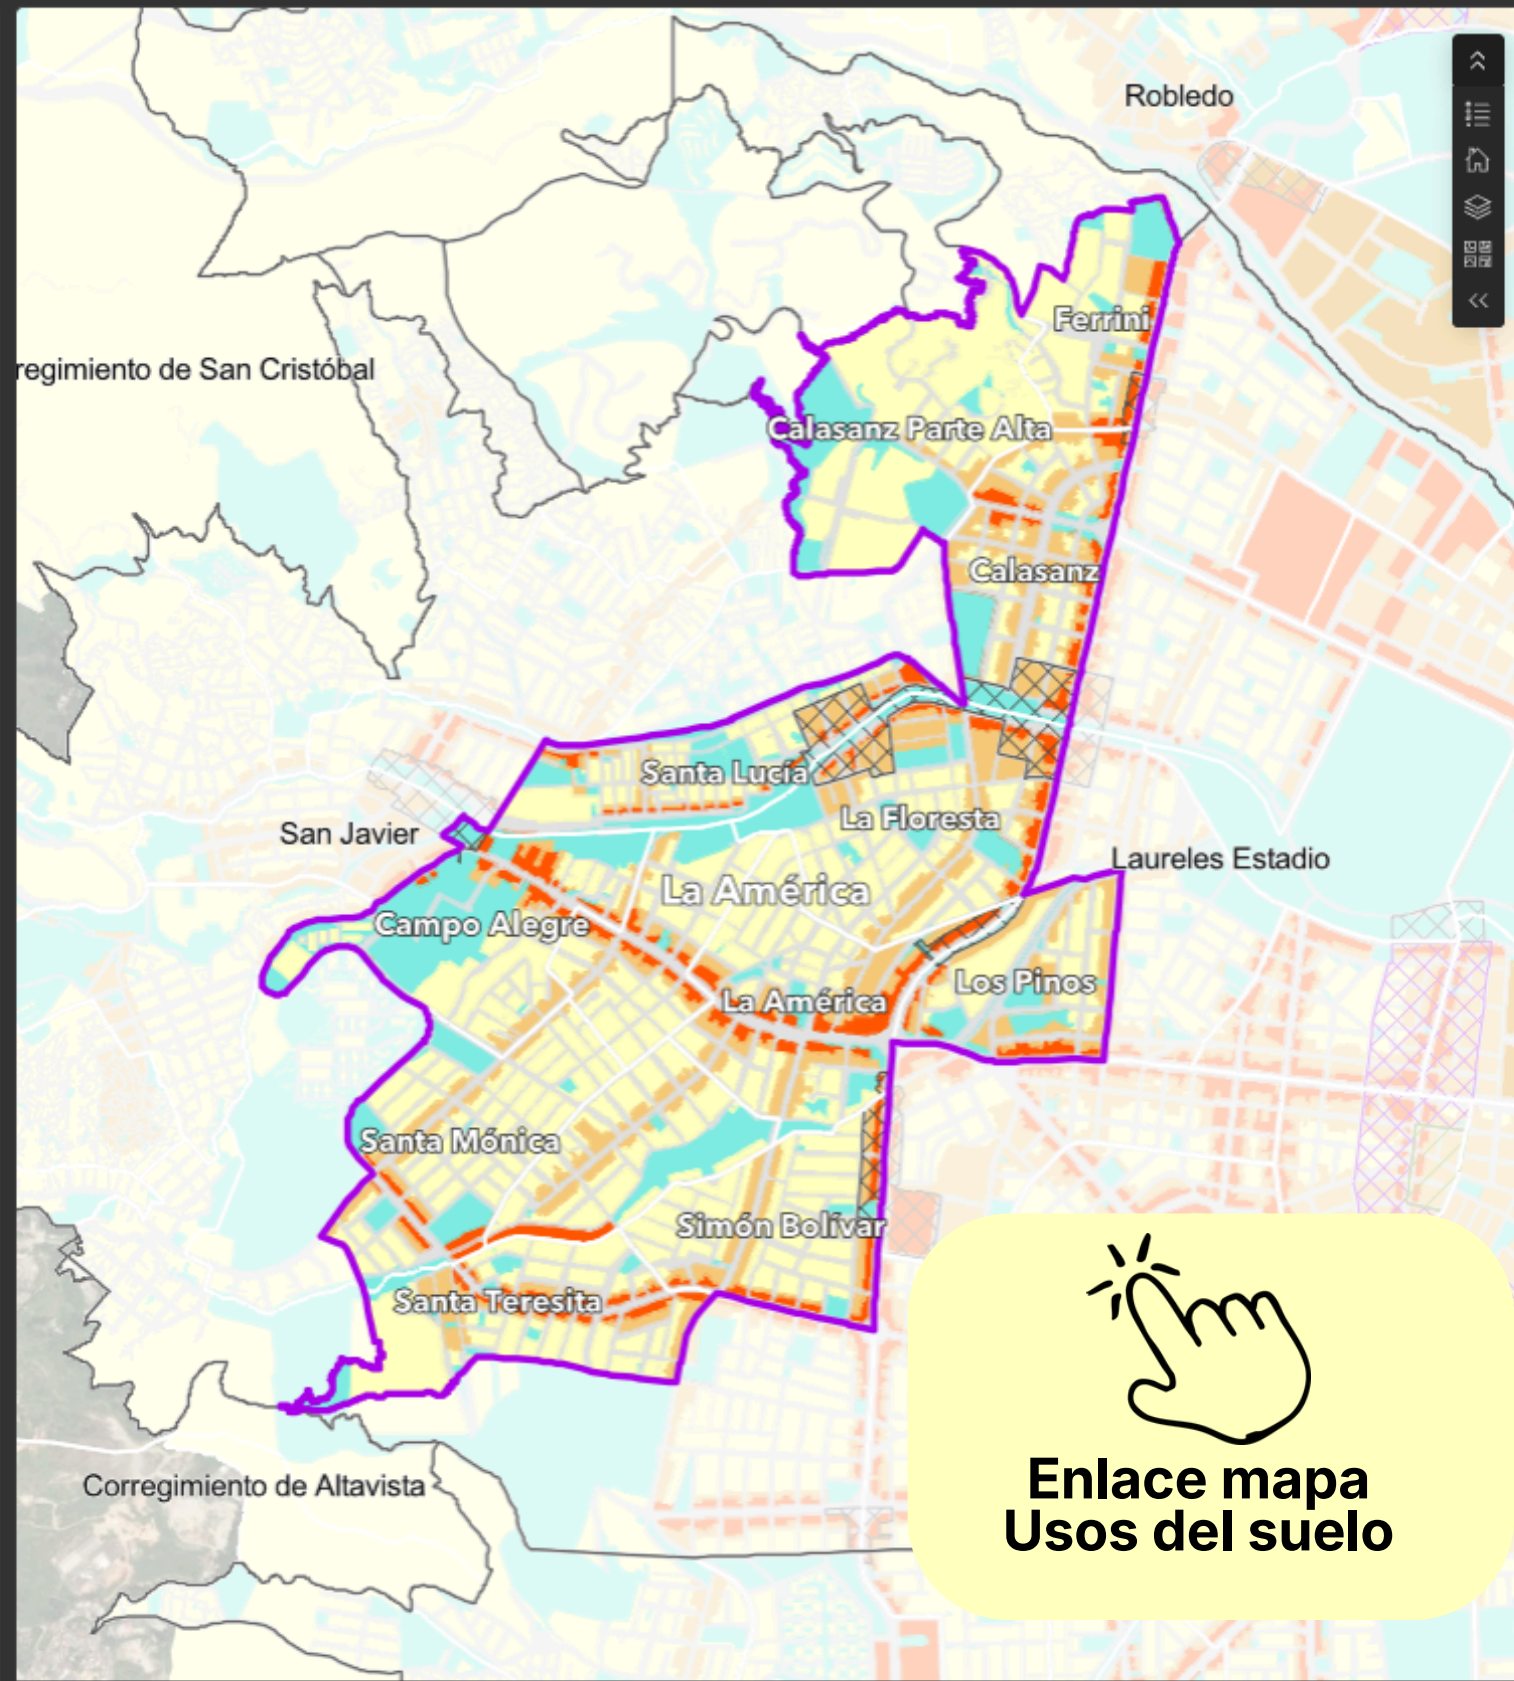 Robledo
Ferrini
regimiento de San Cristóbal
Calasanz Parte Alta
Calasanz
Santa Lucía
La Floresta
San Javier
Laureles Estadio
La América
Campo Alegre
Los Pinos
La América
Santa Mónica
Simón Bolívar
Santa Teresita
Corregimiento de Altavista
Enlace mapa
Usos del suelo